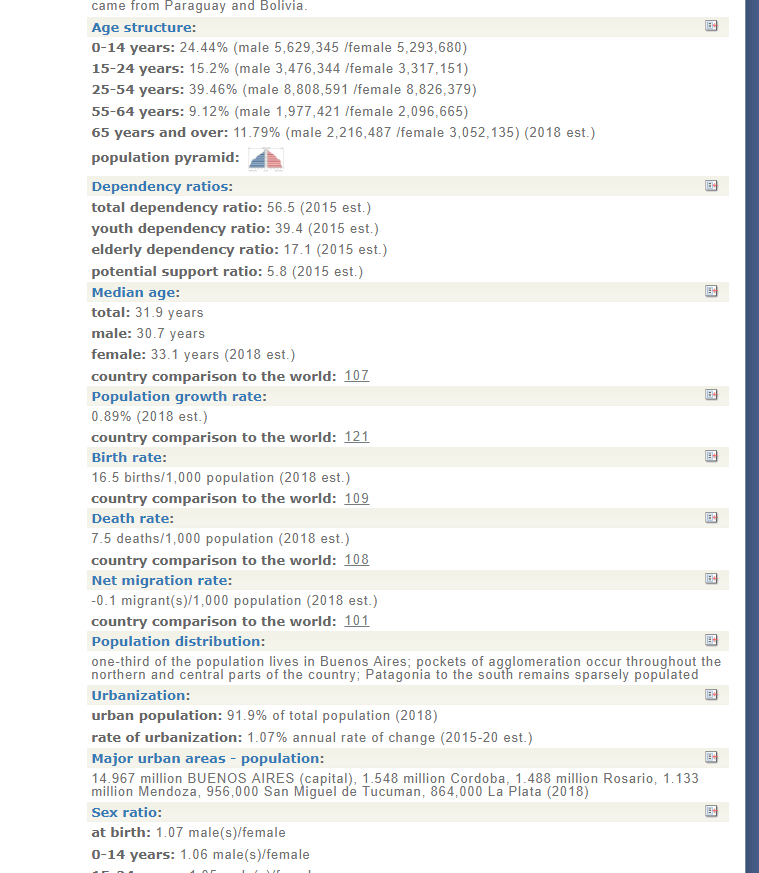 came from Paraguay and Bolivia.
Age structure:
0-14 years: 24.44% (male 5,629,345 /female 5,293,680)
15-24 years: 15.2% (male 3,476,344 /female 3,317,151)
25-54 years: 39.46% (male 8,808,591 /female 8,826,379)
55-64 years: 9.12% (male 1,977,421 /female 2,096,665)
65 years and over: 11.79% (male 2,216,487 /female 3,052,135) (2018 est.)
population pyramid:
Dependency ratios:
total dependency ratio: 56.5 (2015 est.)
youth dependency ratio: 39.4 (2015 est.)
elderly dependency ratio: 17.1 (2015 est.)
potential support ratio: 5.8 (2015 est.)
Median age:
total: 31.9 years
male: 30.7 years
female: 33.1 years (2018 est.)
country comparison to the world: 107
Population growth rate:
0.89% (2018 est.)
country comparison to the world: 121
Birth rate:
16.5 births/1,000 population (2018 est.)
country comparison to the world: 109
Death rate:
7.5 deaths/1,000 population (2018 est.)
country comparison to the world: 108
Net migration rate:
-0.1 migrant(s)/1,000 population (2018 est.)
country comparison to the world: 101
Population distribution:
one-third of the population lives in Buenos Aires; pockets of agglomeration occur throughout the
northern and central parts of the country; Patagonia to the south remains sparsely populated
Urbanization:
urban population: 91.9% of total population (2018)
rate of urbanization: 1.07% annual rate of change (2015-20 est.)
Major urban areas - population:
14.967 million BUENOS AIRES (capital), 1.548 million Cordoba, 1.488 million Rosario, 1.133
million Mendoza, 956,000 San Miguel de Tucuman, 864,000 La Plata (2018)
Sex ratio:
at birth: 1.07 male(s)/female
0-14 years: 1.06 male(s)/female